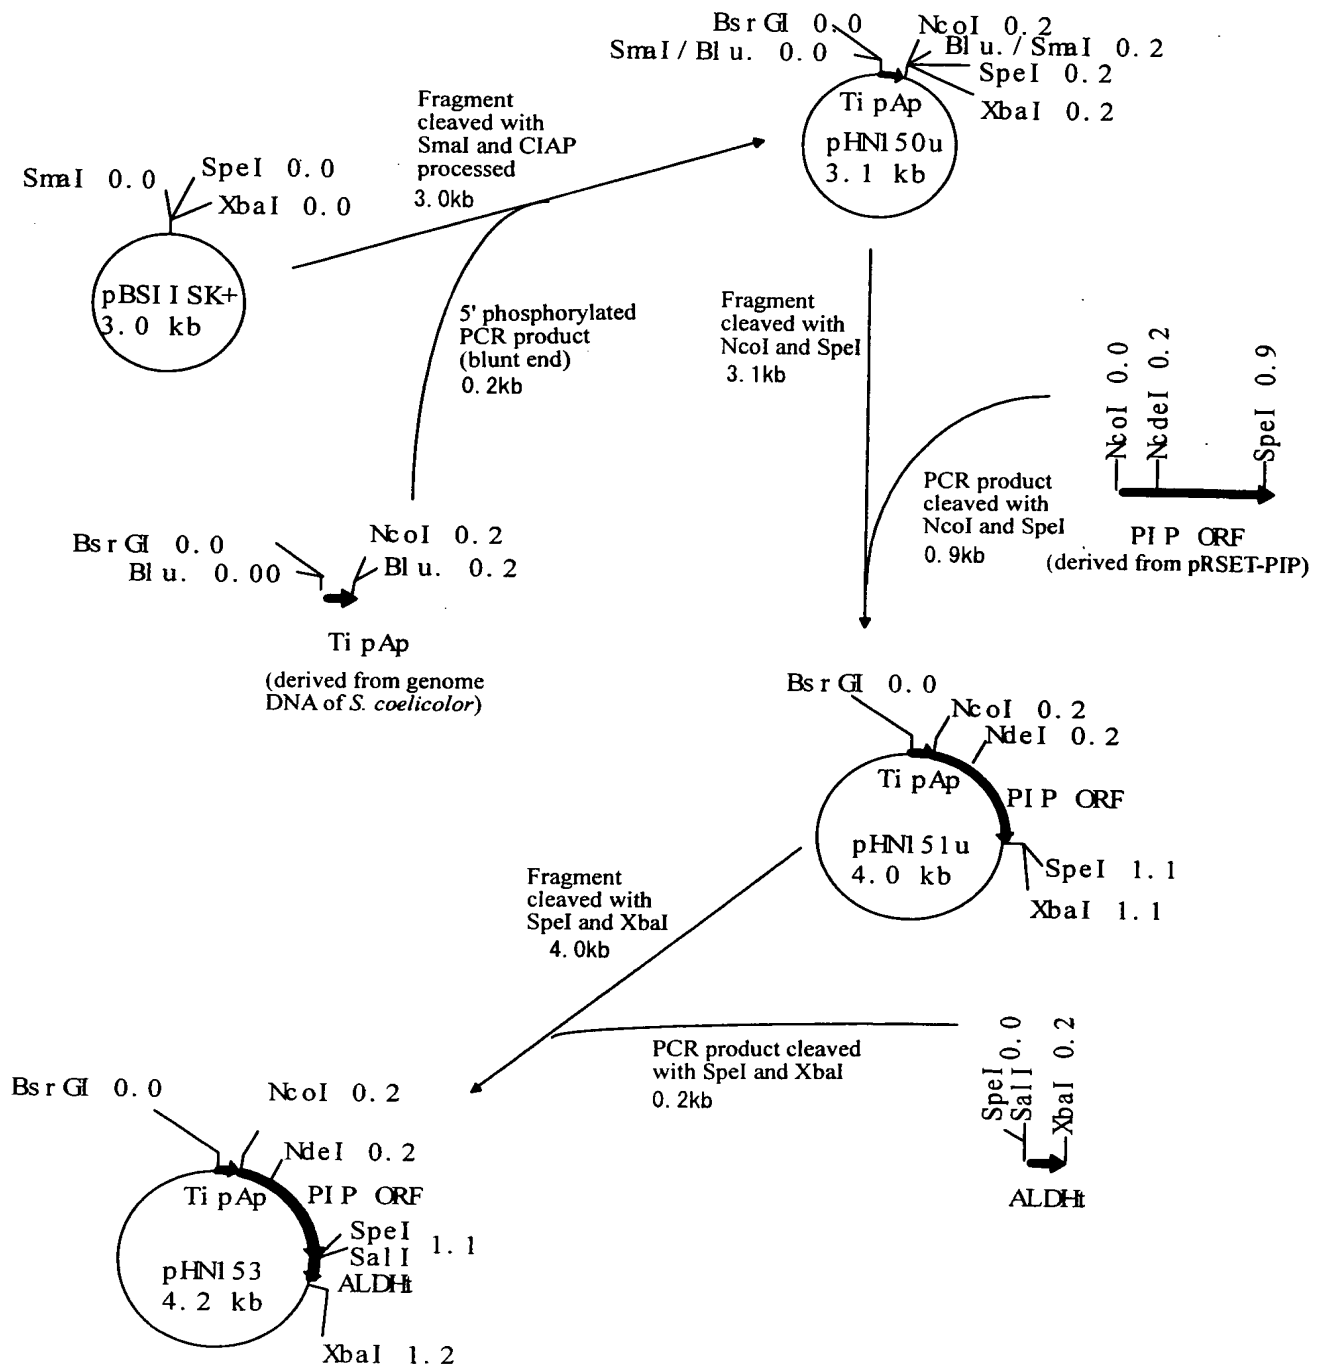 BsrGI 0.0
NcoI 0.2
SmaI/Blu. 0.0
Blu./SmaI 0.2
SpeI 0.2
XbaI 0.2
TipAp
pHN150u
3.1 kb
Fragment
cleaved with
SmaI and CIAP
processed
3.0kb
SmaI 0.0
SpeI 0.0
XbaI 0.0
pBSIISK+
3.0 kb
5' phosphorylated
PCR product
(blunt end)
0.2kb
Fragment
cleaved with
NcoI and SpeI
3.1kb
NcoI 0.0
NcdeI 0.2
SpeI 0.9
PIP ORF
(derived from pRSET-PIP)
PCR product
cleaved with
NcoI and SpeI
0.9kb
BsrGI 0.0
Blu. 0.00
NcoI 0.2
Blu. 0.2
TipAp
(derived from genome
DNA of S. coelicolor)
BsrGI 0.0
NcoI 0.2
NdeI 0.2
TipAp
PIP ORF
pHN151u
4.0 kb
SpeI 1.1
XbaI 1.1
Fragment
cleaved with
SpeI and XbaI
4.0kb
PCR product cleaved
with SpeI and XbaI
0.2kb
SpeI
SalI 0.0
XbaI 0.2
ALDHt
BsrGI 0.0
NcoI 0.2
NdeI 0.2
TipAp
PIP ORF
SpeI
SalI 1.1
ALDHt
pHN153
4.2 kb
XbaI 1.2